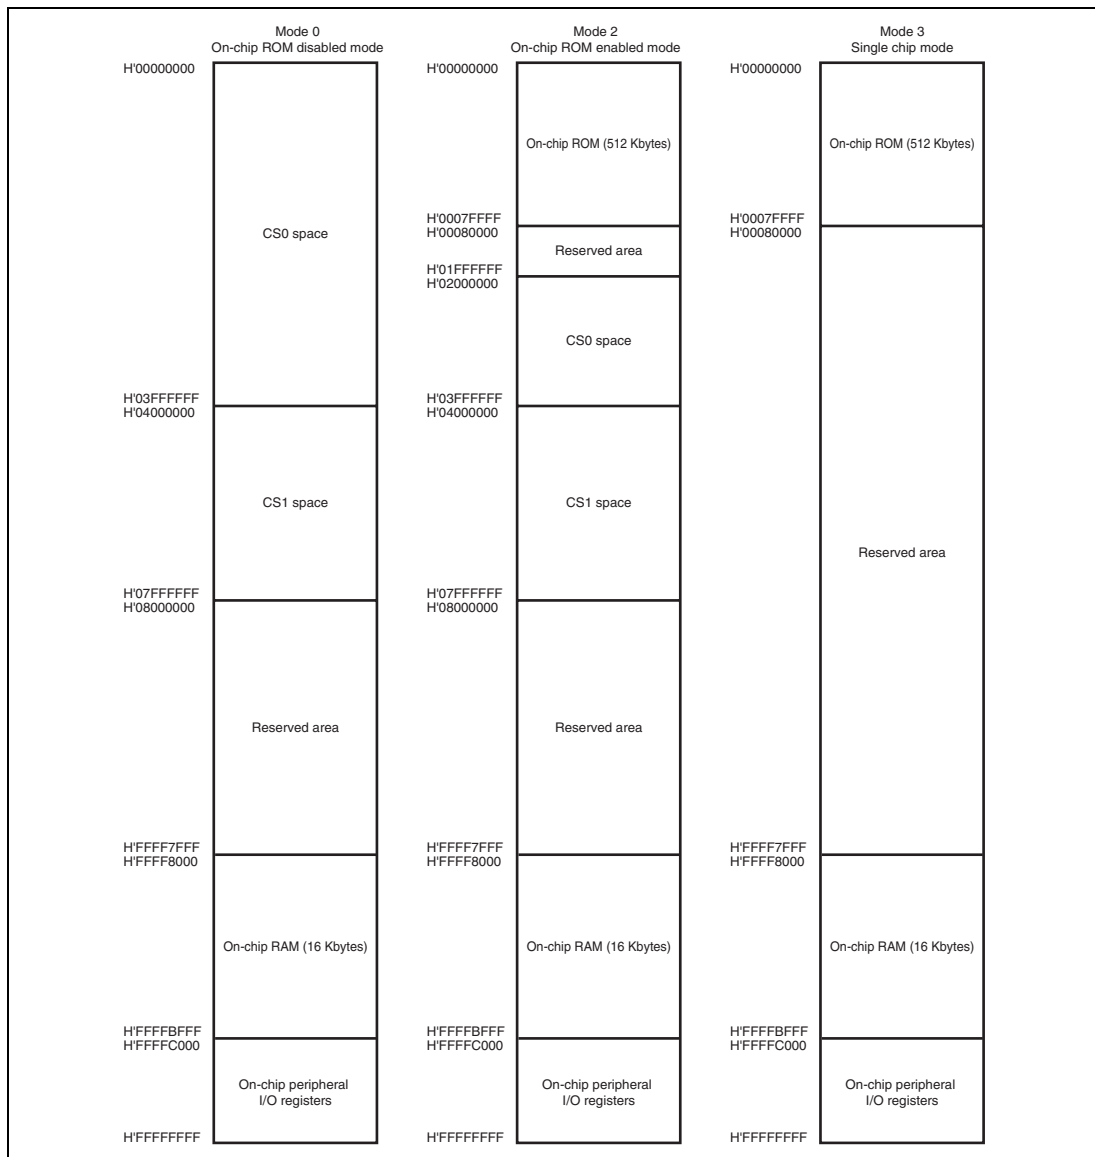 Mode 0
On-chip ROM disabled mode
H'00000000
CS0 space
H'03FFFFFF
H'04000000
CS1 space
H'07FFFFFF
H'08000000
Reserved area
H'FFFF7FFF
H'FFFF8000
On-chip RAM (16 Kbytes)
H'FFFFBFFF
H'FFFFC000
On-chip peripheral
I/O registers
H'FFFFFFFF
Mode 2
On-chip ROM enabled mode
H'00000000
On-chip ROM (512 Kbytes)
H'0007FFFF
H'00080000
Reserved area
H'01FFFFFF
H'02000000
CS0 space
H'03FFFFFF
H'04000000
CS1 space
H'07FFFFFF
H'08000000
Reserved area
H'FFFF7FFF
H'FFFF8000
On-chip RAM (16 Kbytes)
H'FFFFBFFF
H'FFFFC000
On-chip peripheral
I/O registers
H'FFFFFFFF
Mode 3
Single chip mode
H'00000000
On-chip ROM (512 Kbytes)
H'0007FFFF
H'00080000
Reserved area
H'FFFF7FFF
H'FFFF8000
On-chip RAM (16 Kbytes)
H'FFFFBFFF
H'FFFFC000
On-chip peripheral
I/O registers
H'FFFFFFFF